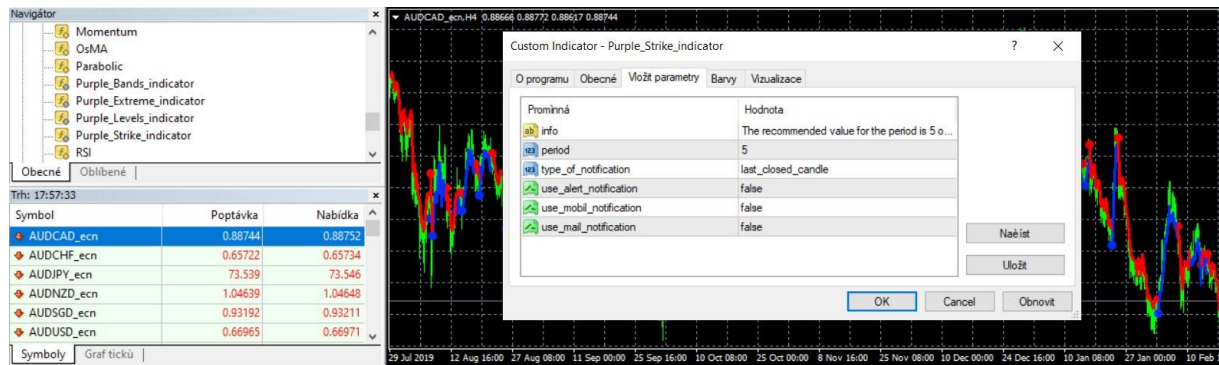 Navigátor
Momentum
OsMA
Parabolic
Purple_Bands_indicator
Purple_Extreme_indicator
Purple_Levels_indicator
Purple_Strike_indicator
RSI
Obecné Oblíbené
Trh: 17:57:33
Symbol Poptávka Nabídka
AUDCAD_ecn 0.88744 0.88752
AUDCHF_ecn 0.65722 0.65734
AUDJPY_ecn 73.539 73.546
AUDNZD_ecn 1.04639 1.04648
AUDSGD_ecn 0.93192 0.93211
AUDUSD_ecn 0.66965 0.66971
Symboly Graf ticků
AUDCAD_ecn,H4 0.88666 0.88772 0.88617 0.88744
Custom Indicator - Purple_Strike_indicator
O programu Obecné Vložit parametry Barvy Vizualizace
Promìnná Hodnota
ab info The recommended value for the period is 5 o...
123 period 5
123 type_of_notification last_closed_candle
use_alert_notification false
use_mobil_notification false
use_mail_notification false
Naèíst
Uložit
OK Cancel Obnovit
29 Jul 2019 12 Aug 16:00 27 Aug 08:00 11 Sep 00:00 25 Sep 16:00 10 Oct 08:00 25 Oct 00:00 8 Nov 16:00 25 Nov 08:00 10 Dec 00:00 24 Dec 16:00 10 Jan 08:00 27 Jan 00:00 10 Feb